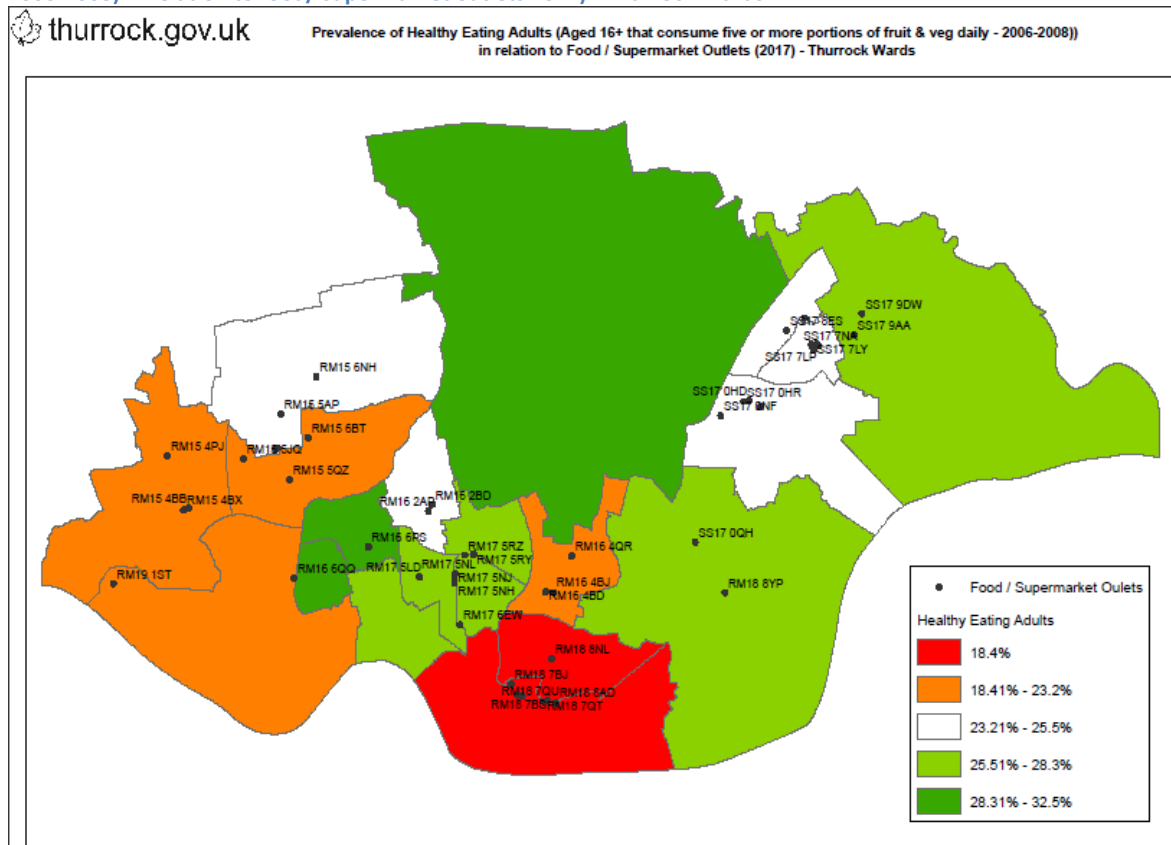 thurrock.gov.uk
Prevalence of Healthy Eating Adults (Aged 16+ that consume five or more portions of fruit & veg daily - 2006-2008))
in relation to Food / Supermarket Outlets (2017) - Thurrock Wards
SS17 9DW
SS17 8ES
SS17 9AA
SS17 7NA
SS17 7LP
SS17 7LY
RM15 6NH
SS17 0HD
SS17 0HR
RM15 5AP
RM15 6BT
RM15 4PJ
RM15 5QZ
RM15 4BB
RM15 4BX
RM16 2AP
RM15 2BD
SS17 0QH
RM16 6PS
RM17 5RZ
RM17 5RY
RM16 4QR
RM16 6QQ
RM17 5LD
RM17 5NL
RM17 5NJ
RM17 5NH
RM16 4BJ
RM16 4BD
RM18 8YP
RM19 1ST
RM17 6EW
RM18 8NL
RM18 7BJ
RM18 7QT
Food / Supermarket Oulets
Healthy Eating Adults
18.4%
18.41% - 23.2%
23.21% - 25.5%
25.51% - 28.3%
28.31% - 32.5%